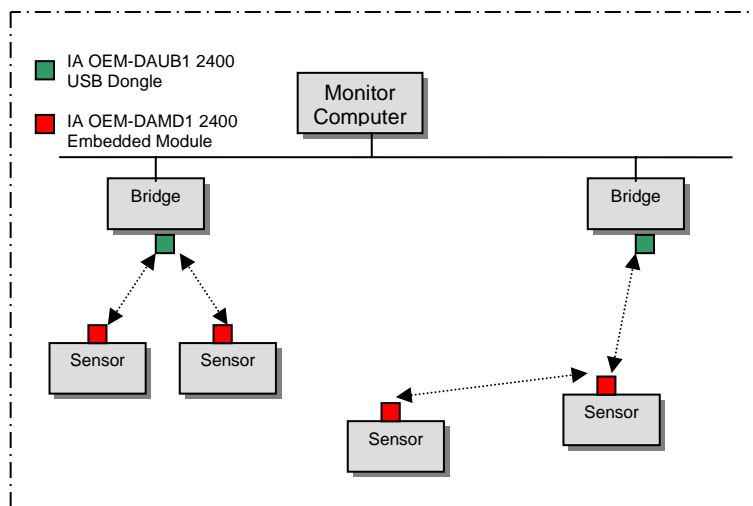 IA OEM-DAUB1 2400
USB Dongle
IA OEM-DAMD1 2400
Embedded Module
Monitor
Computer
Bridge
Bridge
Sensor
Sensor
Sensor
Sensor